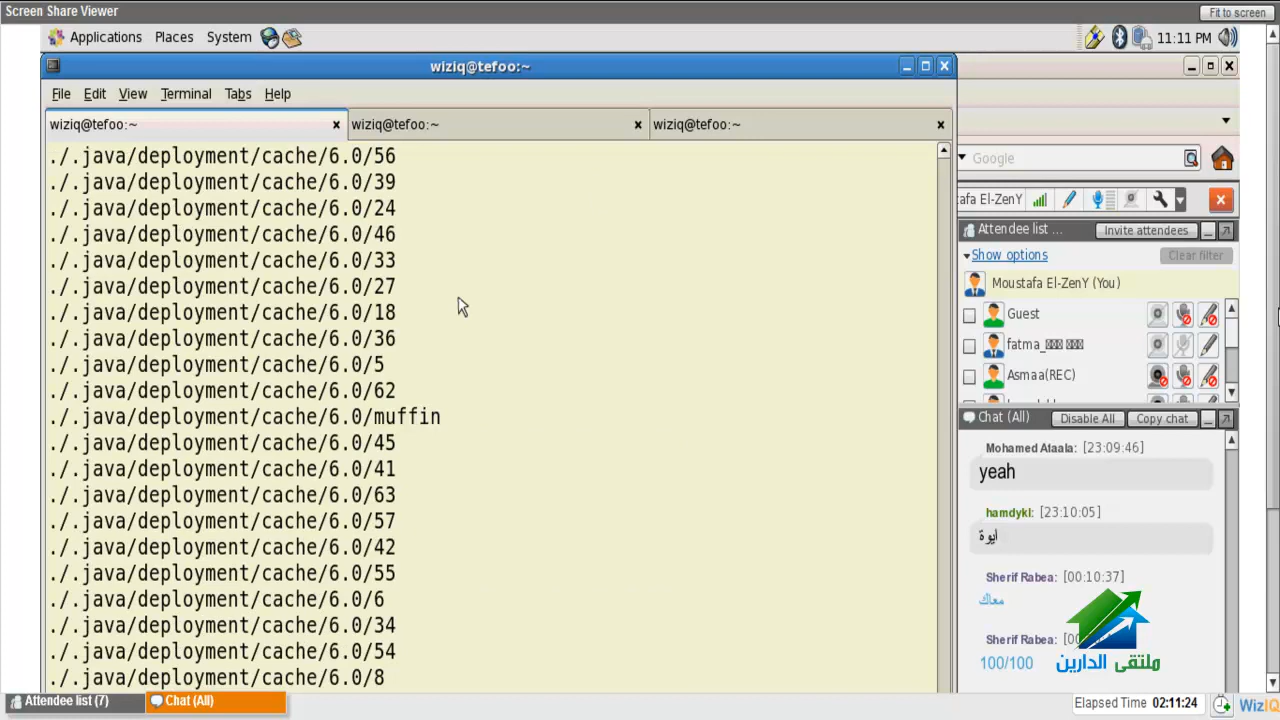 Screen Share Viewer
Fit to screen
Applications Places System
11:11 PM
wiziq@tefoo:~
File Edit View Terminal Tabs Help
wiziq@tefoo:~
wiziq@tefoo:~
wiziq@tefoo:~
././java/deployment/cache/6.0/56
././java/deployment/cache/6.0/39
././java/deployment/cache/6.0/24
././java/deployment/cache/6.0/46
././java/deployment/cache/6.0/33
././java/deployment/cache/6.0/27
././java/deployment/cache/6.0/18
././java/deployment/cache/6.0/36
././java/deployment/cache/6.0/5
././java/deployment/cache/6.0/62
././java/deployment/cache/6.0/muffin
././java/deployment/cache/6.0/45
././java/deployment/cache/6.0/41
././java/deployment/cache/6.0/63
././java/deployment/cache/6.0/57
././java/deployment/cache/6.0/42
././java/deployment/cache/6.0/55
././java/deployment/cache/6.0/6
././java/deployment/cache/6.0/34
././java/deployment/cache/6.0/54
././java/deployment/cache/6.0/8
Google
El-ZenY
Attendee list ...
Invite attendees
Show options
Clear filter
Moustafa El-ZenY (You)
Guest
fatma_
Asmaa(REC)
Chat (All)
Disable All
Copy chat
Mohamed Ataala: [23:09:46]
yeah
hamdykl: [23:10:05]
أيوة
Sherif Rabea: [00:10:37]
معاك
Sherif Rabea:
100/100
ملتقى الدارين
Attendee list (7)
Chat (All)
Elapsed Time 02:11:24
WizIQ